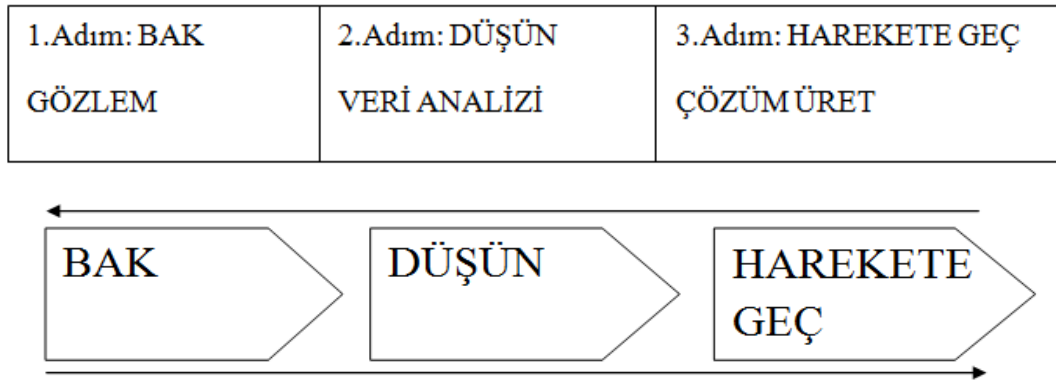 1.Adım: BAK
GÖZLEM
2.Adım: DÜŞÜN
VERİ ANALİZİ
3.Adım: HAREKETE GEÇ
ÇÖZÜM ÜRET
BAK
DÜŞÜN
HAREKETE
GEÇ